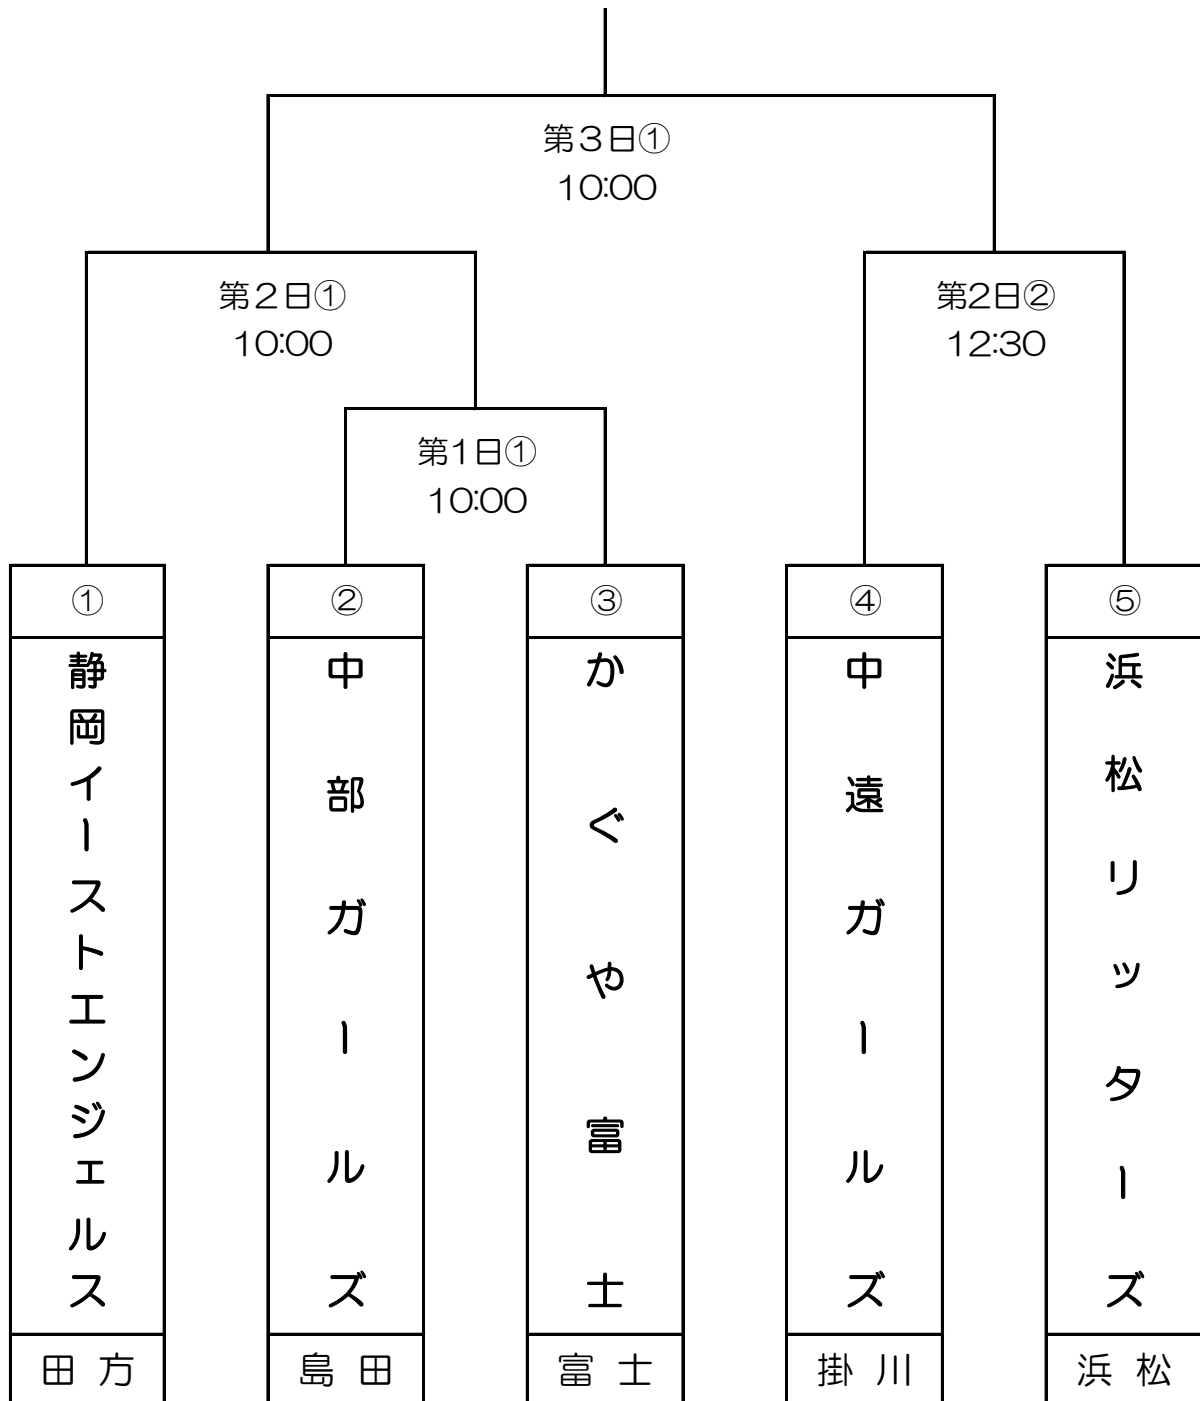 第３日①
10:00
第２日①
10:00
第2日②
12:30
第1日①
10:00
①
②
③
④
⑤
静岡イーストエンジェルス
中部ガールズ
かぐや富士
中遠ガールズ
浜松リッターズ
田方
島田
富士
掛川
浜松